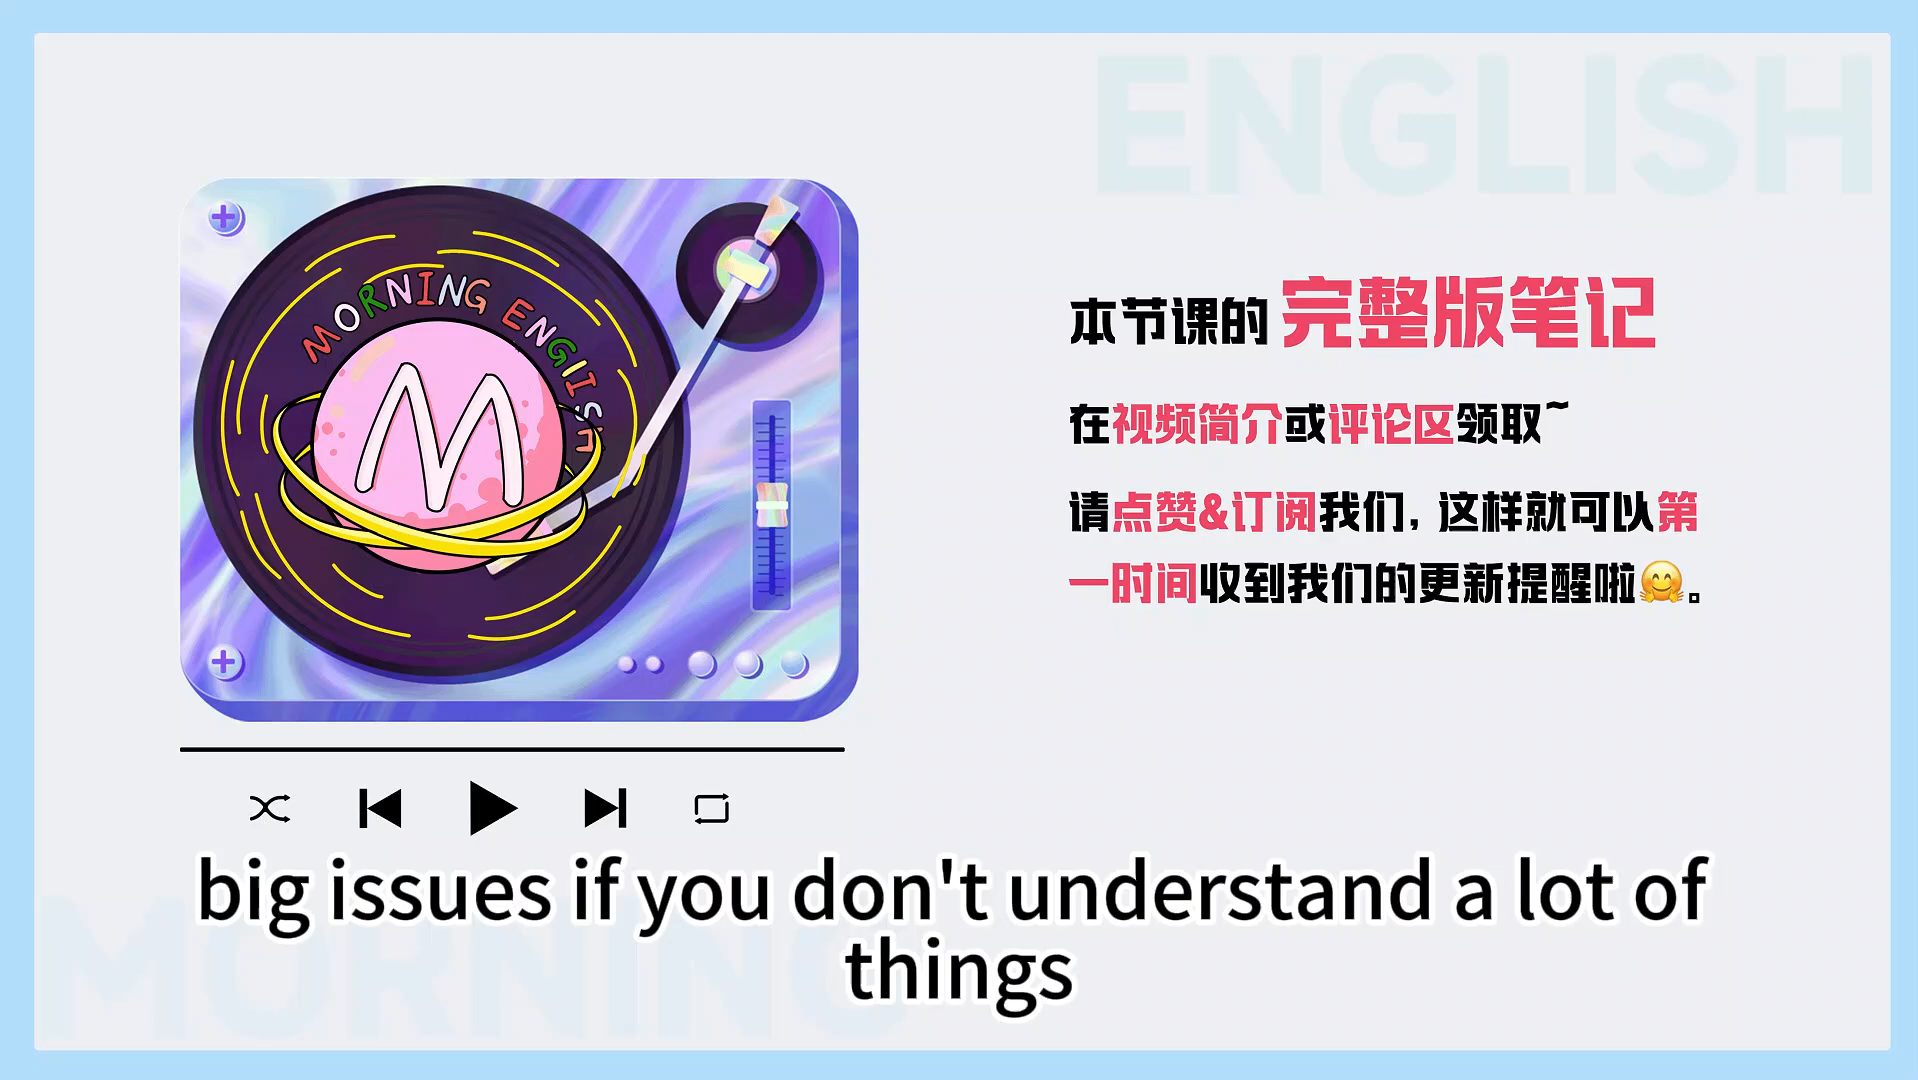 ENGLISH
MORNING ENGLISH
M
本节课的 完整版笔记
在视频简介或评论区领取~
请点赞&订阅我们，这样就可以第
一时间收到我们的更新提醒啦🤗。
MORNING
big issues if you don't understand a lot of
things